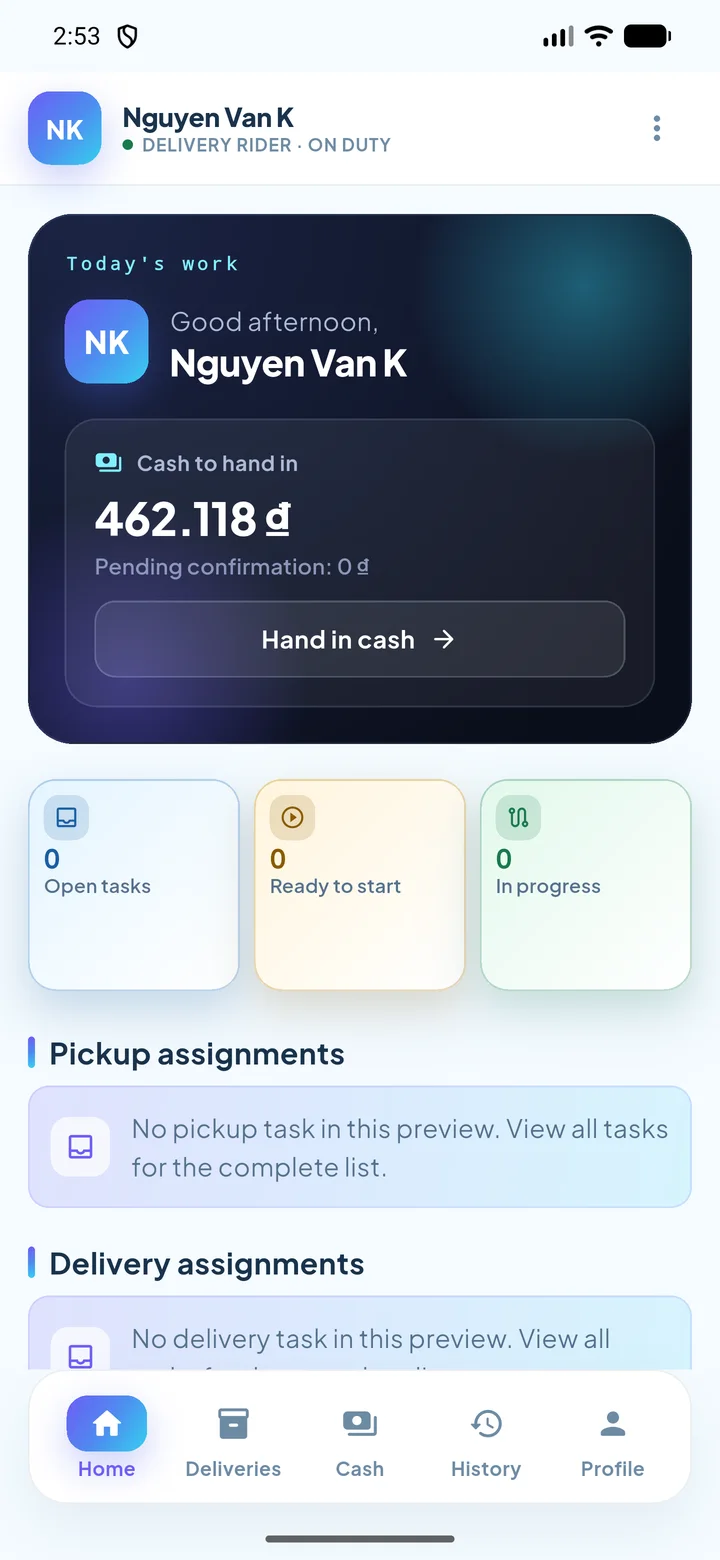 2:53
NK
Nguyen Van K
DELIVERY RIDER · ON DUTY
Today's work
NK
Good afternoon,
Nguyen Van K
Cash to hand in
462.118 ₫
Pending confirmation: 0 ₫
Hand in cash →
0
Open tasks
0
Ready to start
0
In progress
Pickup assignments
No pickup task in this preview. View all tasks
for the complete list.
Delivery assignments
No delivery task in this preview. View all
Home
Deliveries
Cash
History
Profile